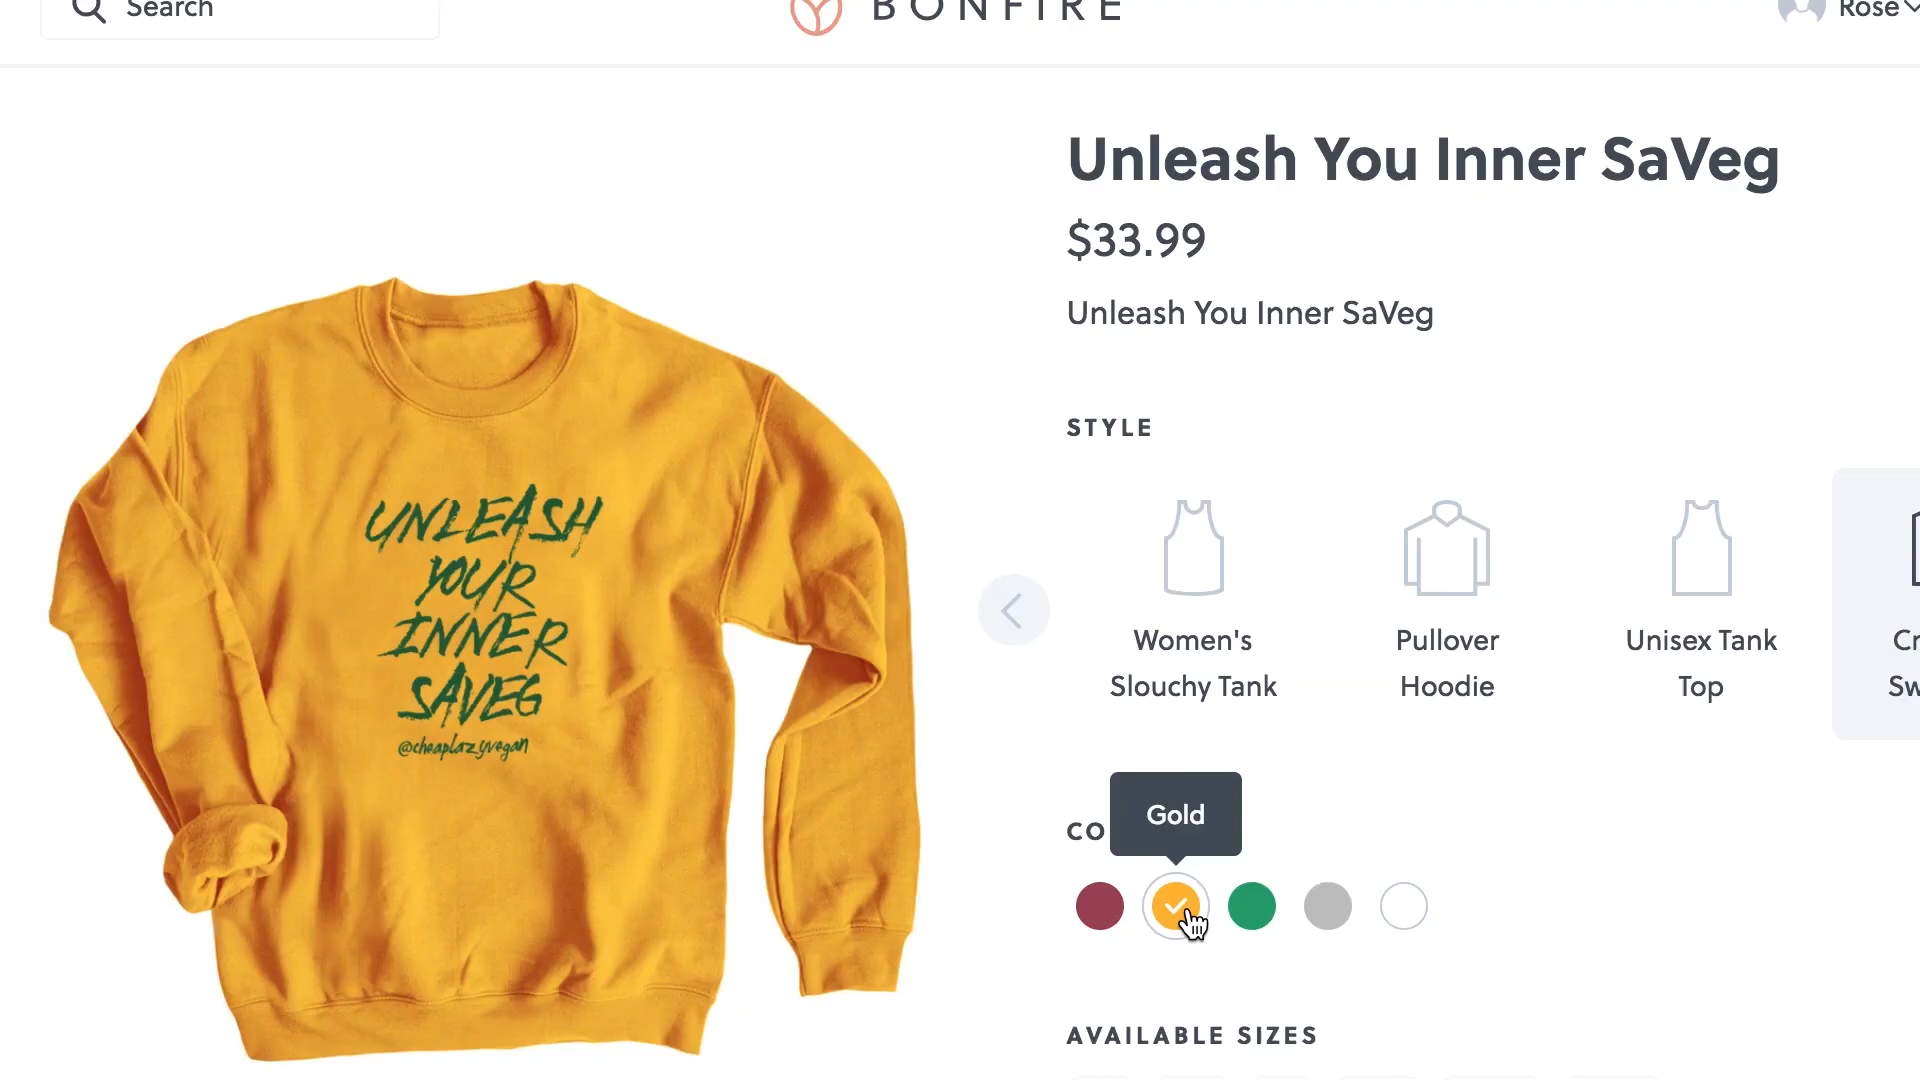 Search
BONFIRE
Rose
Unleash You Inner SaVeg
$33.99
Unleash You Inner SaVeg
STYLE
Women's
Slouchy Tank
Pullover
Hoodie
Unisex Tank
Top
UNLEASH
YOUR
INNER
SAVEG
@cheaplazyvegan
Gold
AVAILABLE SIZES